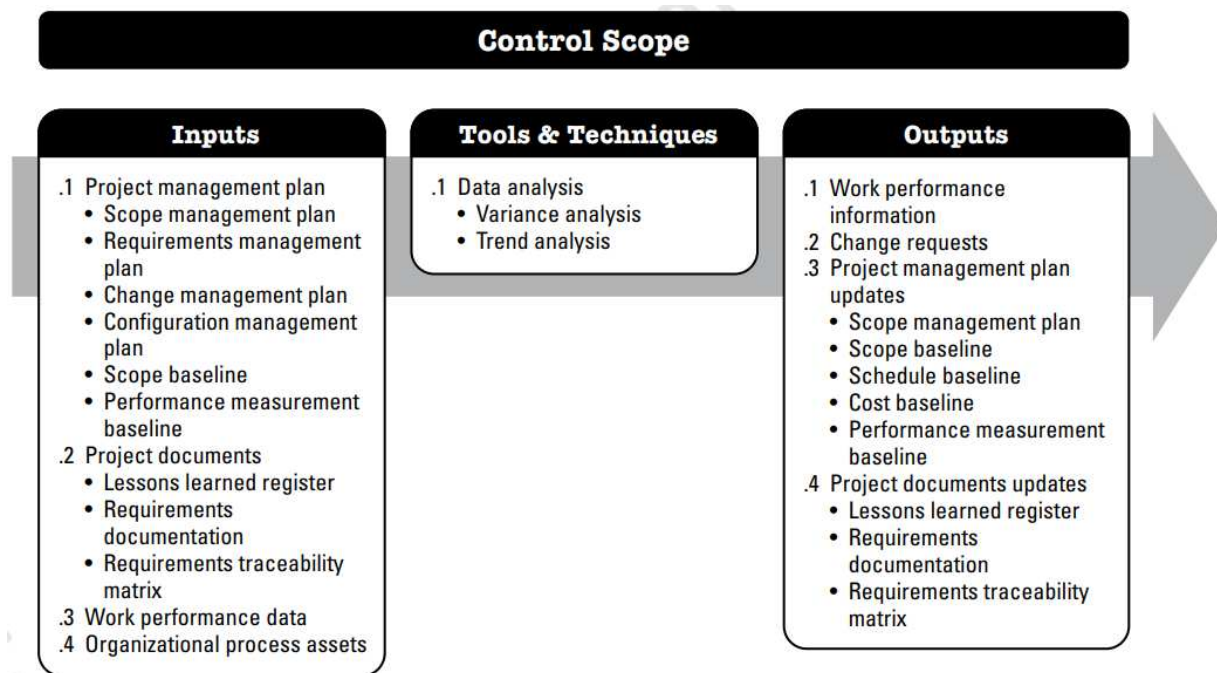 Control Scope
Inputs
.1 Project management plan
• Scope management plan
• Requirements management
plan
• Change management plan
• Configuration management
plan
• Scope baseline
• Performance measurement
baseline
.2 Project documents
• Lessons learned register
• Requirements
documentation
• Requirements traceability
matrix
.3 Work performance data
.4 Organizational process assets
Tools & Techniques
.1 Data analysis
• Variance analysis
• Trend analysis
Outputs
.1 Work performance
information
.2 Change requests
.3 Project management plan
updates
• Scope management plan
• Scope baseline
• Schedule baseline
• Cost baseline
• Performance measurement
baseline
.4 Project documents updates
• Lessons learned register
• Requirements
documentation
• Requirements traceability
matrix